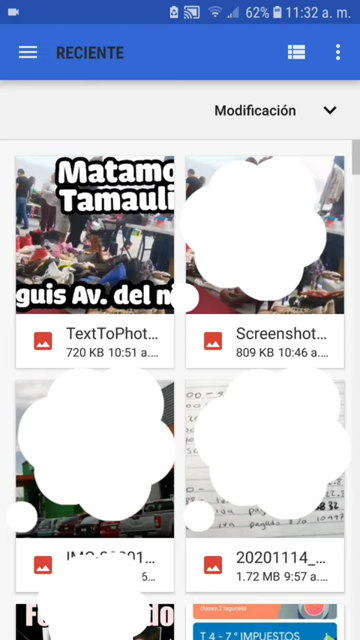 62% 11:32 a. m.
RECIENTE
Modificación
Matamo
Tamauli
guis Av. del ni
TextToPhot... Screenshot...
720 KB 10:51 a.... 809 KB 10:46 a....
20201114_...
1.72 MB 9:57 a....
T 4 - 7° IMPUESTOS